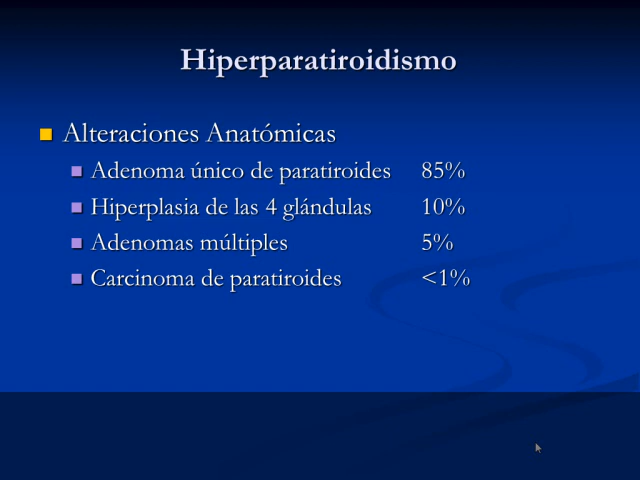 Hiperparatiroidismo
Alteraciones Anatómicas
Adenoma único de paratiroides 85%
Hiperplasia de las 4 glándulas 10%
Adenomas múltiples 5%
Carcinoma de paratiroides <1%